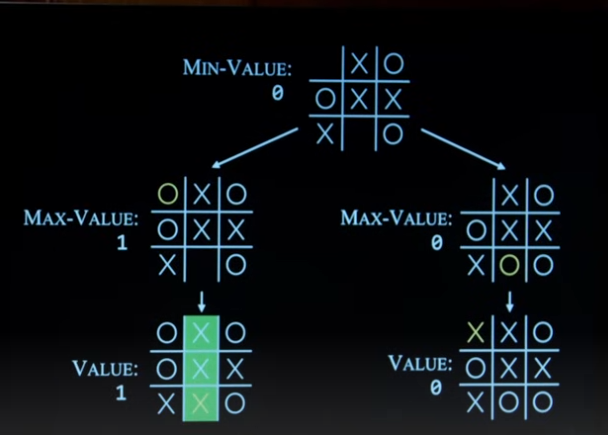 MIN-VALUE:
0
X O
O X X
X O
MAX-VALUE:
1
O X O
O X X
X O
MAX-VALUE:
0
X O
O X X
X O O
VALUE:
1
O X O
O X X
X X O
VALUE:
0
X X O
O X X
X O O